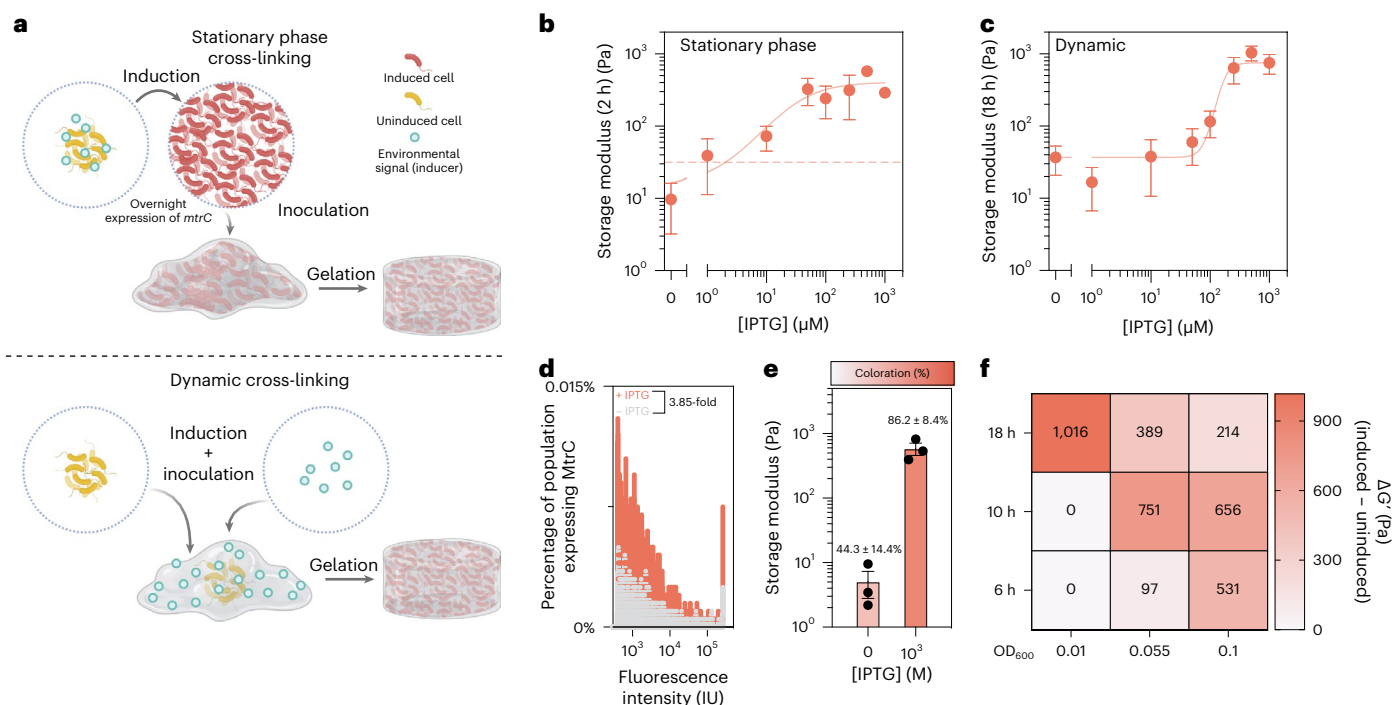 a
Stationary phase
cross-linking
Induction
Induced cell
Uninduced cell
Environmental
signal (inducer)
Overnight
expression of mtrC
Inoculation
Gelation
Dynamic cross-linking
Induction
+
inoculation
Gelation
b
Stationary phase
Storage modulus (2 h) (Pa)
10³
10²
10¹
10⁰
0
10⁰
10¹
10²
10³
[IPTG] (µM)
c
Dynamic
Storage modulus (18 h) (Pa)
10³
10²
10¹
10⁰
0
10⁰
10¹
10²
10³
[IPTG] (µM)
d
Percentage of population
expressing MtrC
0.015%
0%
+ IPTG
– IPTG
3.85-fold
10³
10⁴
10⁵
Fluorescence
intensity (IU)
e
Coloration (%)
Storage modulus (Pa)
10³
10²
10¹
10⁰
86.2 ± 8.4%
44.3 ± 14.4%
0
10³
[IPTG] (M)
f
18 h
1,016
389
214
10 h
0
751
656
6 h
0
97
531
OD₆₀₀
0.01
0.055
0.1
900
600
300
0
ΔG′ (Pa)
(induced – uninduced)